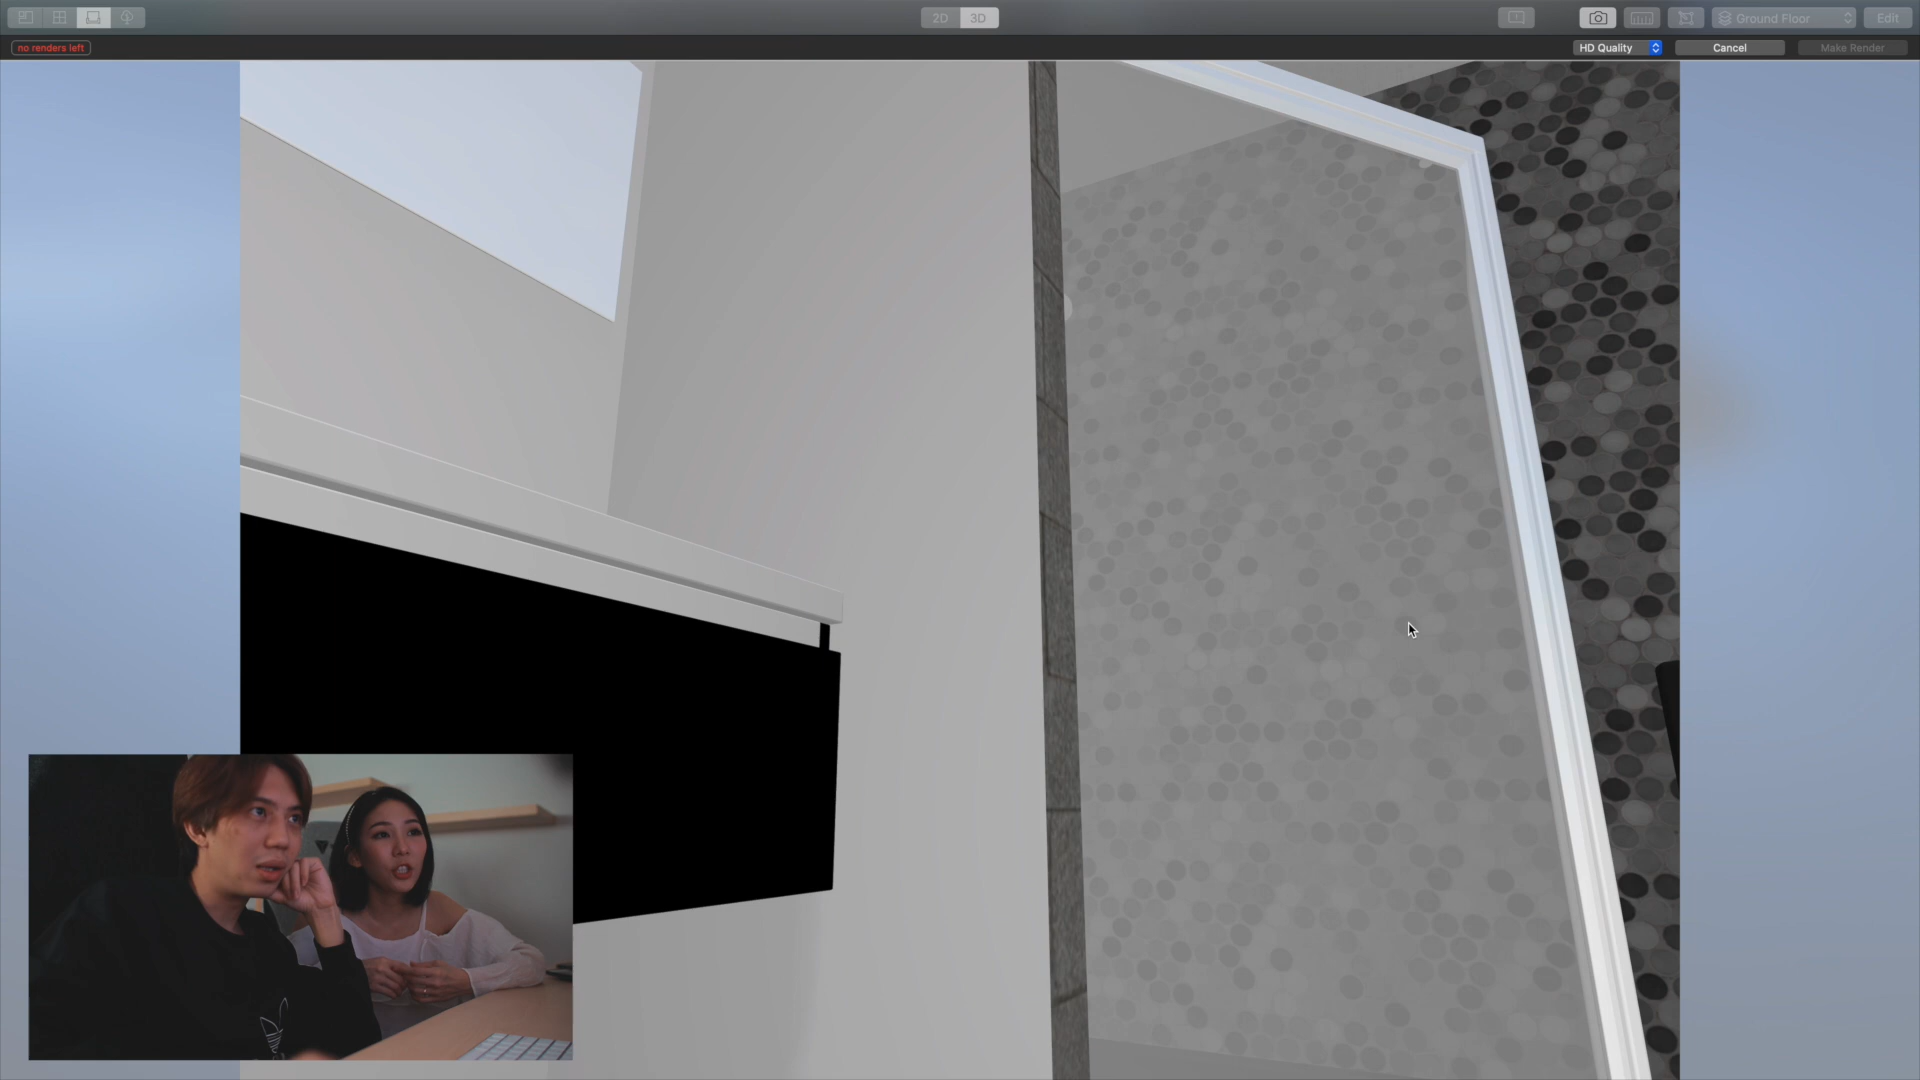 2D
3D
Ground Floor
Edit
no renders left
HD Quality
Cancel
Make Render